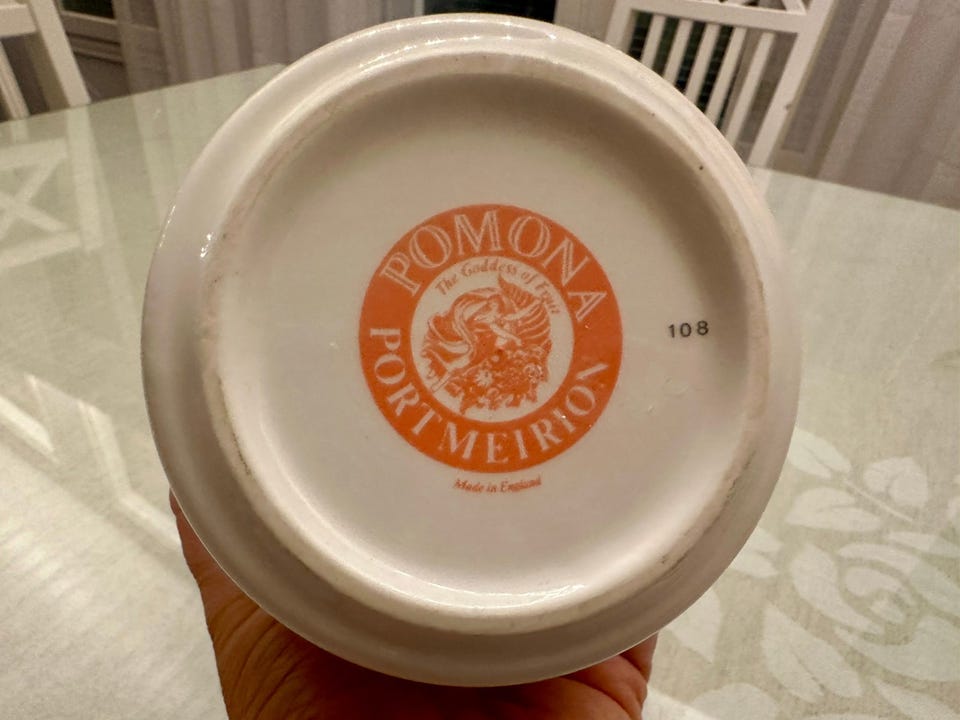 POMONA
The Goddess of Fruit
PORTMEIRION
Made in England
108